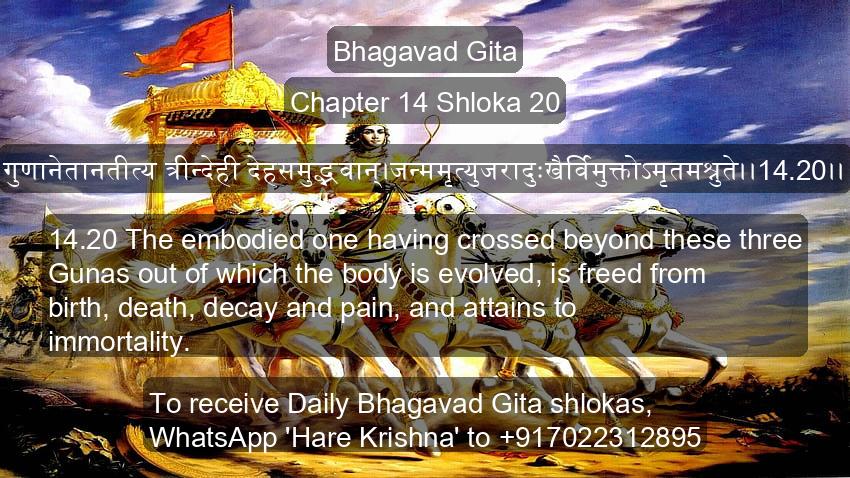 Bhagavad Gita
Chapter 14 Shloka 20
गुणानेतानतीत्य त्रीन्देही देहसमुद्भवान्।जन्ममृत्युजरादुःखैर्विमुक्तोऽमृतमश्नुते।।14.20।।
14.20 The embodied one having crossed beyond these three
Gunas out of which the body is evolved, is freed from
birth, death, decay and pain, and attains to
immortality.
To receive Daily Bhagavad Gita shlokas,
WhatsApp 'Hare Krishna' to +917022312895